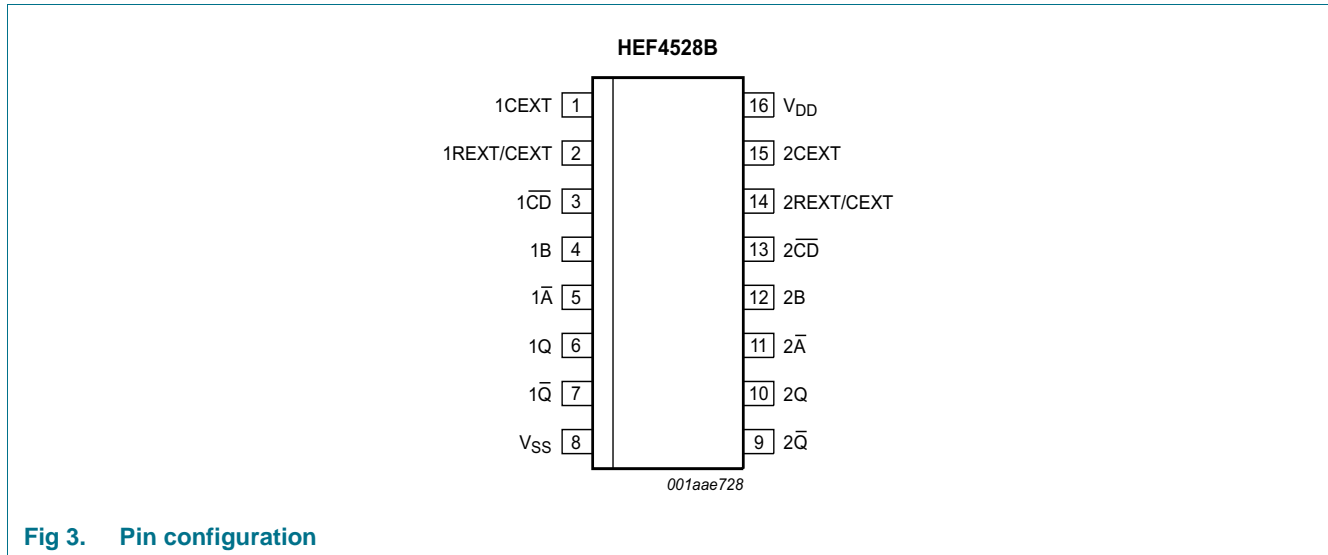 HEF4528B
1CEXT 1 16 VDD
1REXT/CEXT 2 15 2CEXT
1C̅D̅ 3 14 2REXT/CEXT
1B 4 13 2C̅D̅
1A̅ 5 12 2B
1Q 6 11 2A̅
1Q̅ 7 10 2Q
VSS 8 9 2Q̅
001aae728
Fig 3. Pin configuration